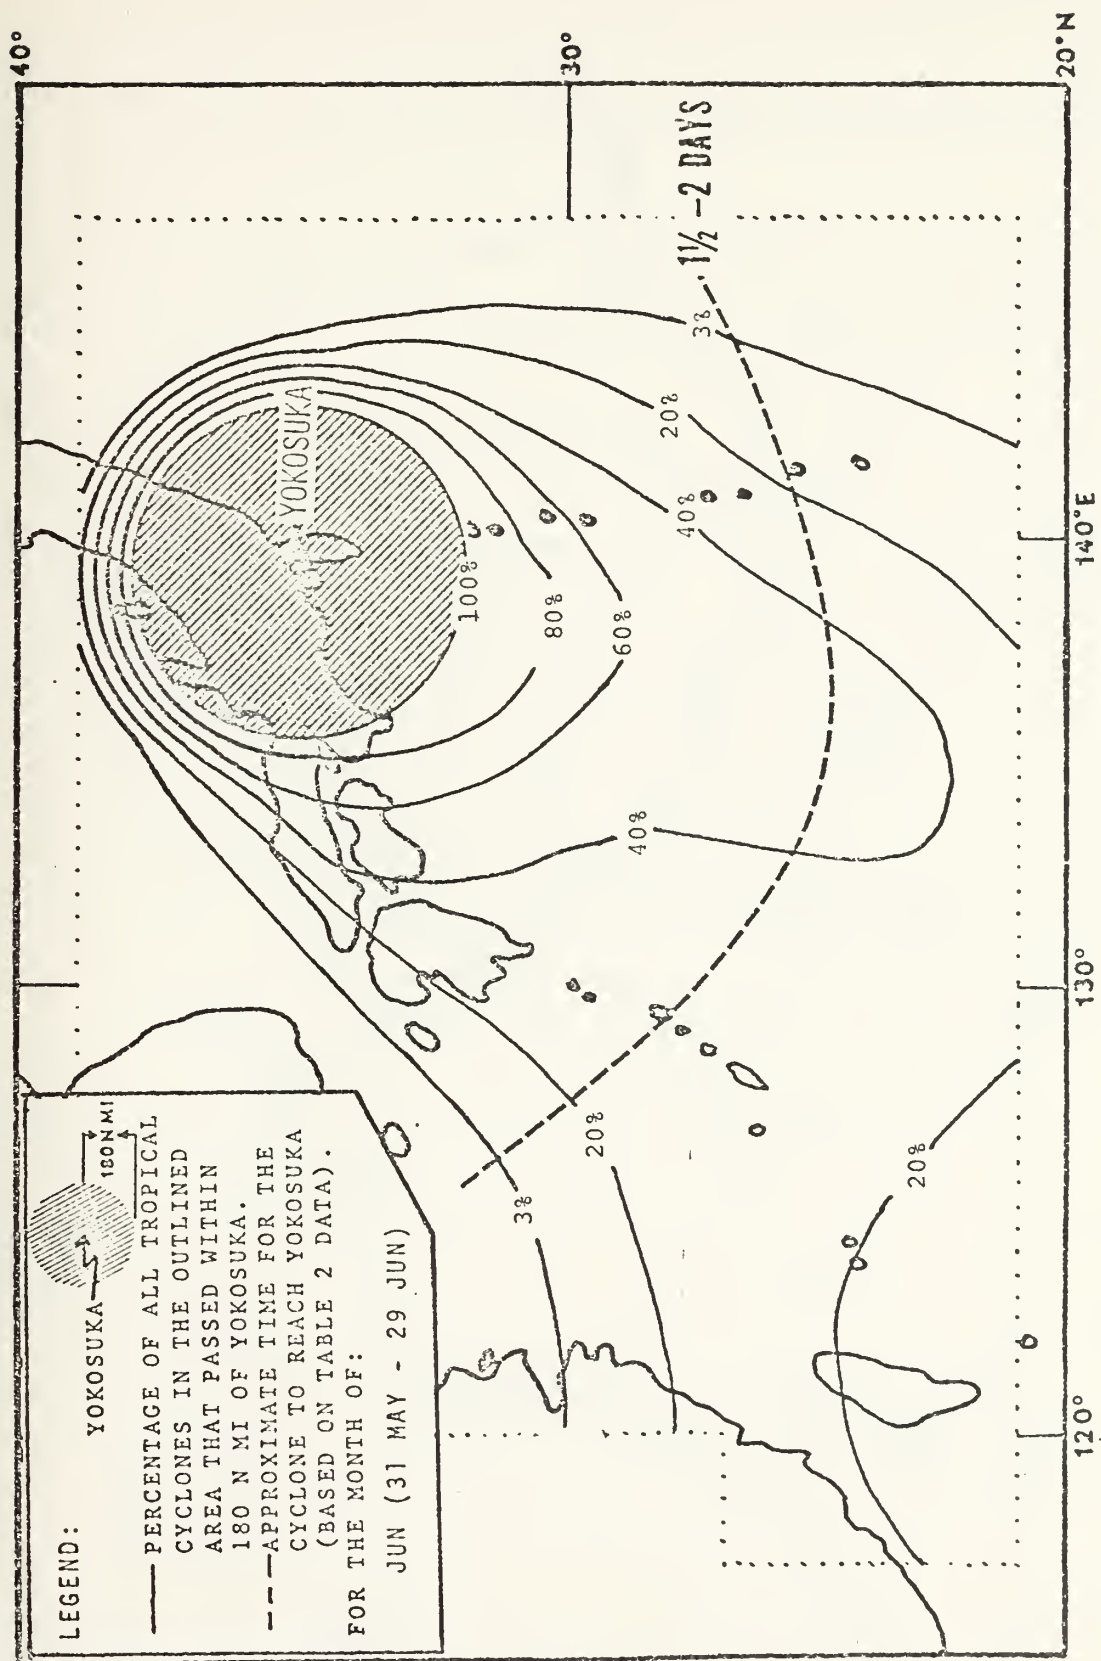 LEGEND:
YOKOSUKA
180NMI
PERCENTAGE OF ALL TROPICAL
CYCLONES IN THE OUTLINED
AREA THAT PASSED WITHIN
180 N MI OF YOKOSUKA.
APPROXIMATE TIME FOR THE
CYCLONE TO REACH YOKOSUKA
(BASED ON TABLE 2 DATA).
FOR THE MONTH OF:
JUN (31 MAY - 29 JUN)
40°
30°
20°N
120°
130°
140°E
YOKOSUKA
100%
80%
60%
40%
40%
20%
3%
3%
20%
20%
1½ -2 DAYS